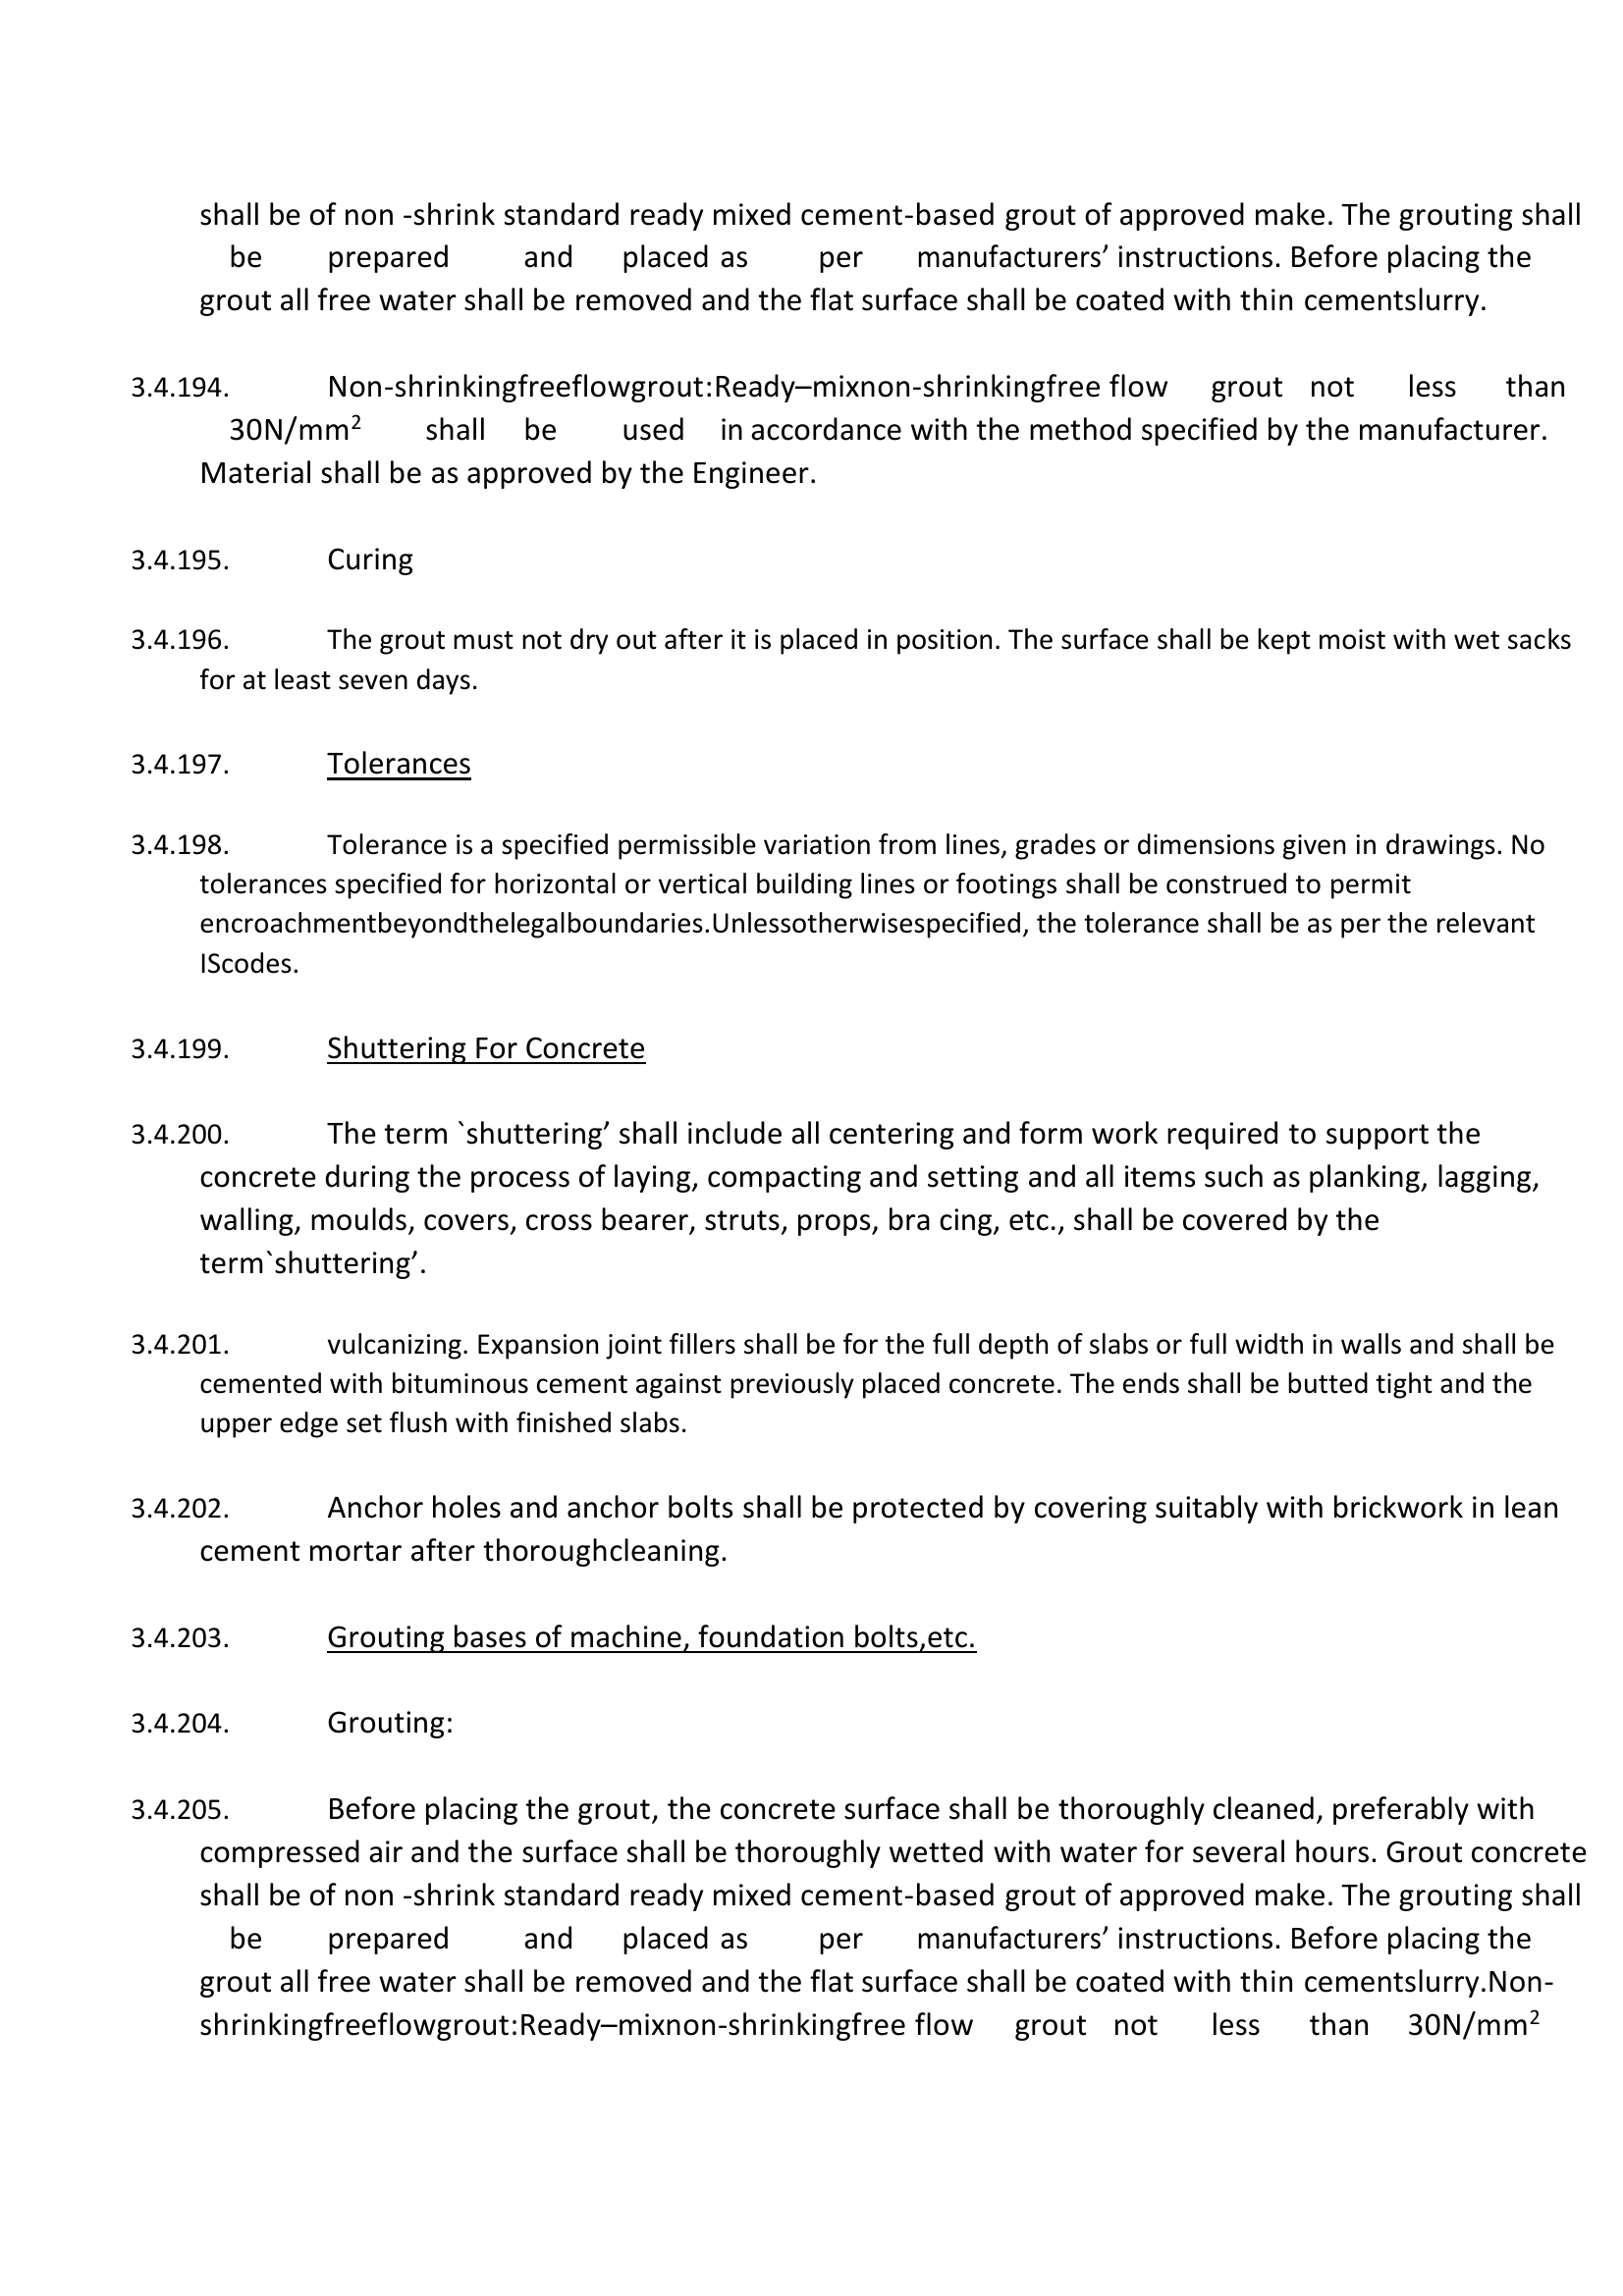 shall be of non -shrink standard ready mixed cement-based grout of approved make. The grouting shall
be prepared and placed as per manufacturers’ instructions. Before placing the
grout all free water shall be removed and the flat surface shall be coated with thin cementslurry.
3.4.194. Non-shrinkingfreeflowgrout:Ready–mixnon-shrinkingfree flow grout not less than
30N/mm² shall be used in accordance with the method specified by the manufacturer.
Material shall be as approved by the Engineer.
3.4.195. Curing
3.4.196. The grout must not dry out after it is placed in position. The surface shall be kept moist with wet sacks
for at least seven days.
3.4.197. Tolerances
3.4.198. Tolerance is a specified permissible variation from lines, grades or dimensions given in drawings. No
tolerances specified for horizontal or vertical building lines or footings shall be construed to permit
encroachmentbeyondthelegalboundaries.Unlessotherwisespecified, the tolerance shall be as per the relevant
IScodes.
3.4.199. Shuttering For Concrete
3.4.200. The term `shuttering’ shall include all centering and form work required to support the
concrete during the process of laying, compacting and setting and all items such as planking, lagging,
walling, moulds, covers, cross bearer, struts, props, bra cing, etc., shall be covered by the
term`shuttering’.
3.4.201. vulcanizing. Expansion joint fillers shall be for the full depth of slabs or full width in walls and shall be
cemented with bituminous cement against previously placed concrete. The ends shall be butted tight and the
upper edge set flush with finished slabs.
3.4.202. Anchor holes and anchor bolts shall be protected by covering suitably with brickwork in lean
cement mortar after thoroughcleaning.
3.4.203. Grouting bases of machine, foundation bolts,etc.
3.4.204. Grouting:
3.4.205. Before placing the grout, the concrete surface shall be thoroughly cleaned, preferably with
compressed air and the surface shall be thoroughly wetted with water for several hours. Grout concrete
shall be of non -shrink standard ready mixed cement-based grout of approved make. The grouting shall
be prepared and placed as per manufacturers’ instructions. Before placing the
grout all free water shall be removed and the flat surface shall be coated with thin cementslurry.Non-
shrinkingfreeflowgrout:Ready–mixnon-shrinkingfree flow grout not less than 30N/mm²